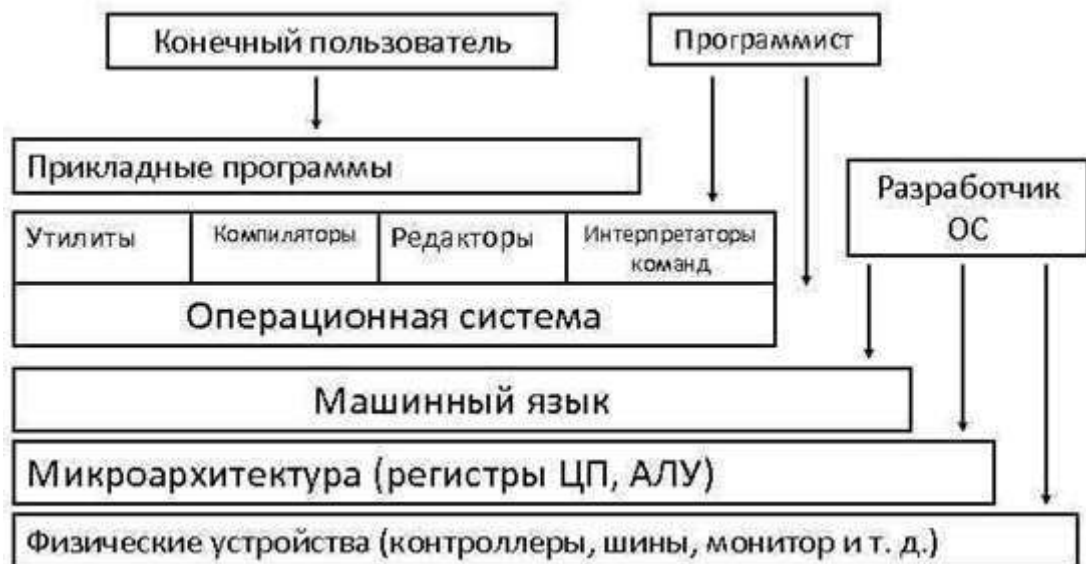 Конечный пользователь
Программист
Прикладные программы
Разработчик
ОС
Утилиты
Компиляторы
Редакторы
Интерпретаторы
команд
Операционная система
Машинный язык
Микроархитектура (регистры ЦП, АЛУ)
Физические устройства (контроллеры, шины, монитор и т. д.)